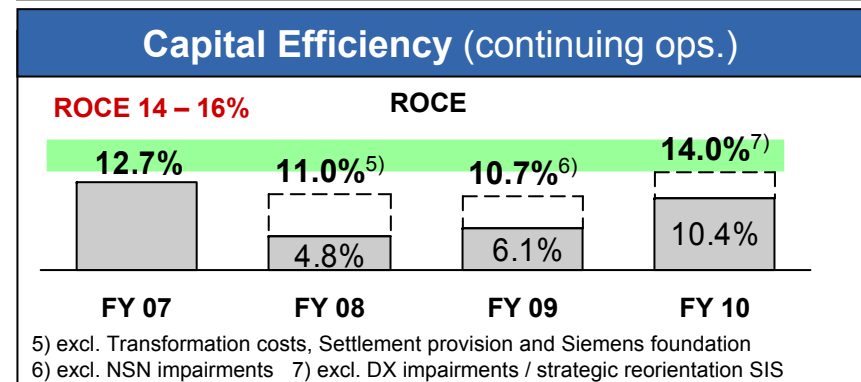 Capital Efficiency (continuing ops.)
ROCE 14 – 16% ROCE
12.7% 11.0%5) 10.7%6) 14.0%7)
4.8% 6.1% 10.4%
FY 07 FY 08 FY 09 FY 10
5) excl. Transformation costs, Settlement provision and Siemens foundation
6) excl. NSN impairments 7) excl. DX impairments / strategic reorientation SIS